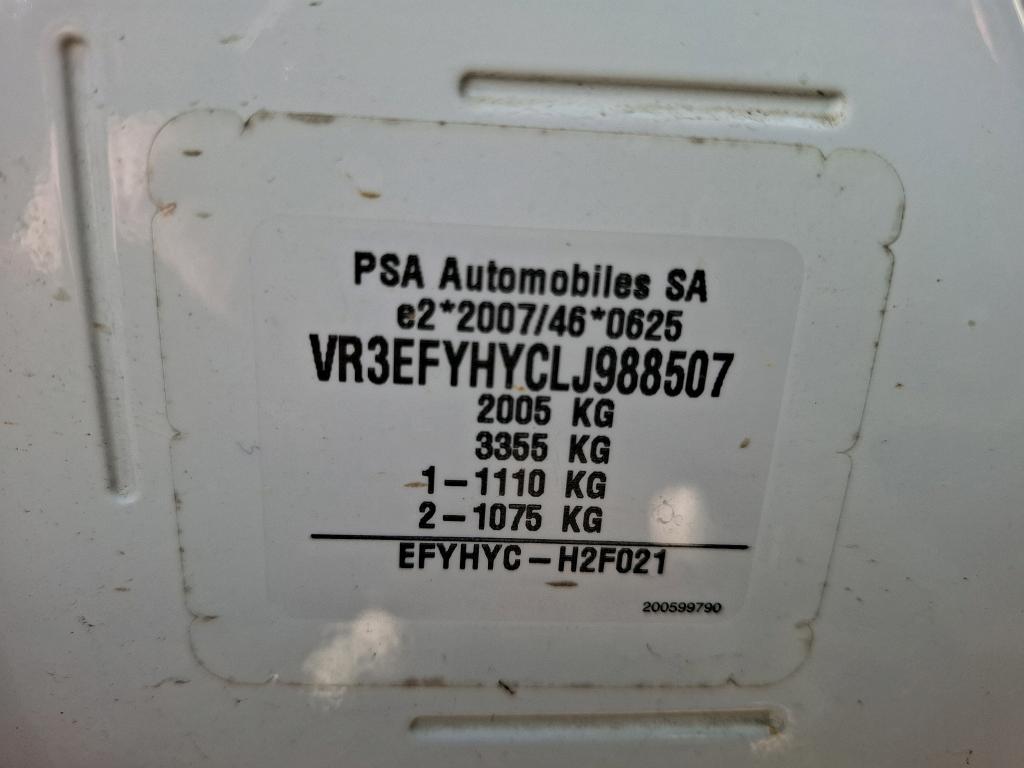 PSA Automobiles SA
e2*2007/46*0625
VR3EFYHYCLJ988507
2005 KG
3355 KG
1-1110 KG
2-1075 KG
EFYHYC-H2F021
200599790